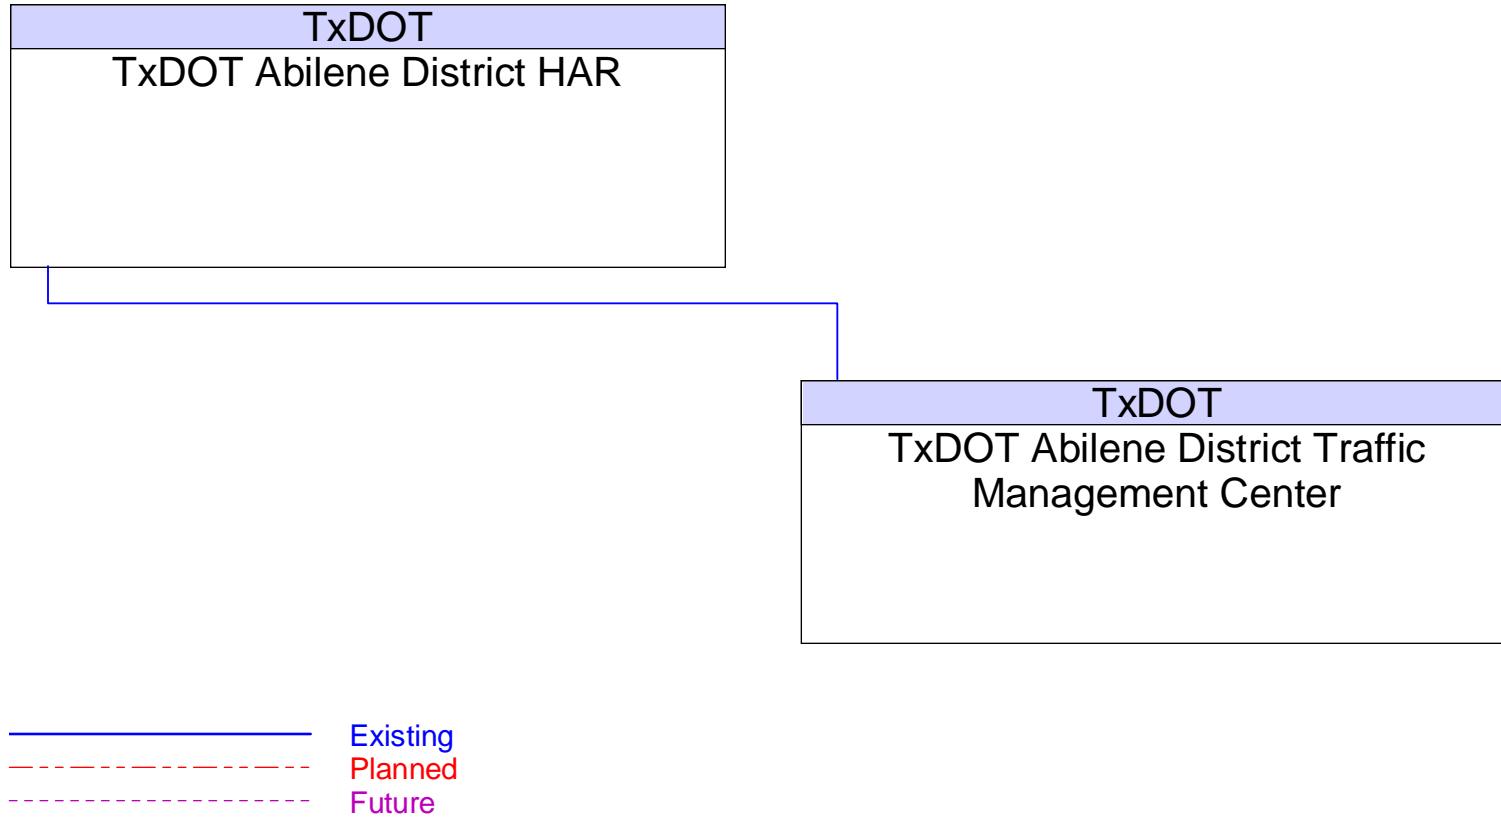 TxDOT
TxDOT Abilene District HAR
TxDOT
TxDOT Abilene District Traffic
Management Center
Existing
Planned
Future